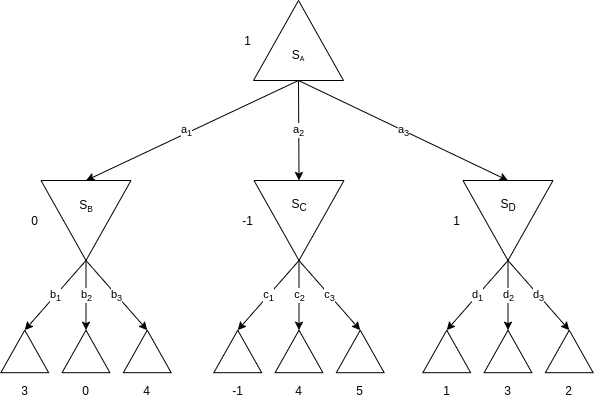 1
S_A
a_1 a_2 a_3
0 S_B -1 S_C 1 S_D
b_1 b_2 b_3 c_1 c_2 c_3 d_1 d_2 d_3
3 0 4 -1 4 5 1 3 2